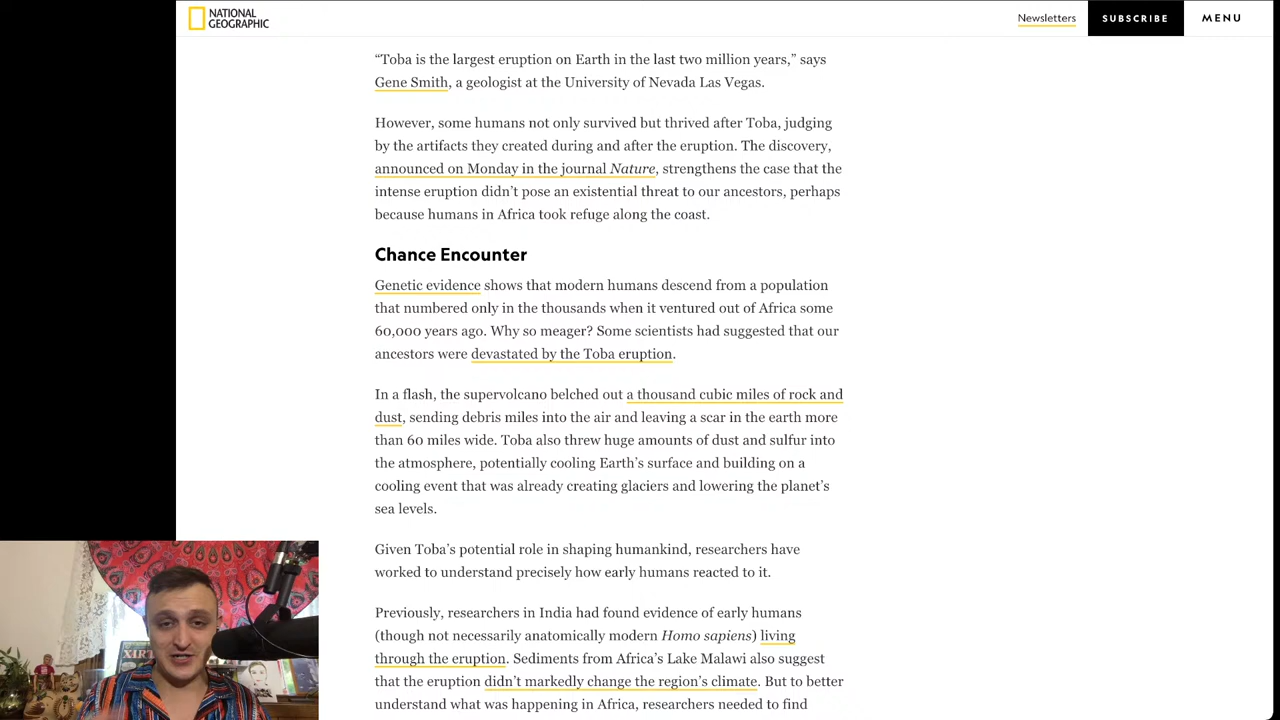 NATIONAL
GEOGRAPHIC
Newsletters
SUBSCRIBE
MENU
“Toba is the largest eruption on Earth in the last two million years,” says
Gene Smith, a geologist at the University of Nevada Las Vegas.
However, some humans not only survived but thrived after Toba, judging
by the artifacts they created during and after the eruption. The discovery,
announced on Monday in the journal Nature, strengthens the case that the
intense eruption didn’t pose an existential threat to our ancestors, perhaps
because humans in Africa took refuge along the coast.
Chance Encounter
Genetic evidence shows that modern humans descend from a population
that numbered only in the thousands when it ventured out of Africa some
60,000 years ago. Why so meager? Some scientists had suggested that our
ancestors were devastated by the Toba eruption.
In a flash, the supervolcano belched out a thousand cubic miles of rock and
dust, sending debris miles into the air and leaving a scar in the earth more
than 60 miles wide. Toba also threw huge amounts of dust and sulfur into
the atmosphere, potentially cooling Earth’s surface and building on a
cooling event that was already creating glaciers and lowering the planet’s
sea levels.
Given Toba’s potential role in shaping humankind, researchers have
worked to understand precisely how early humans reacted to it.
Previously, researchers in India had found evidence of early humans
(though not necessarily anatomically modern Homo sapiens) living
through the eruption. Sediments from Africa’s Lake Malawi also suggest
that the eruption didn’t markedly change the region’s climate. But to better
understand what was happening in Africa, researchers needed to find